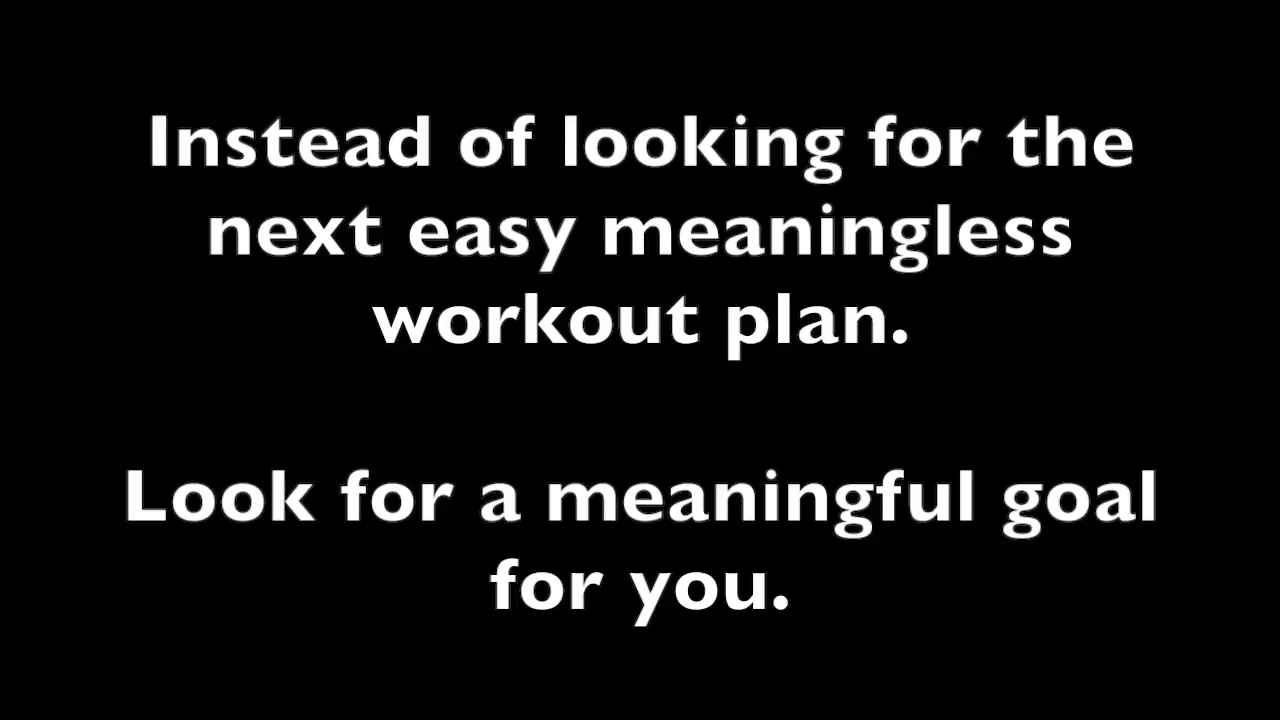 Instead of looking for the
next easy meaningless
workout plan.
Look for a meaningful goal
for you.